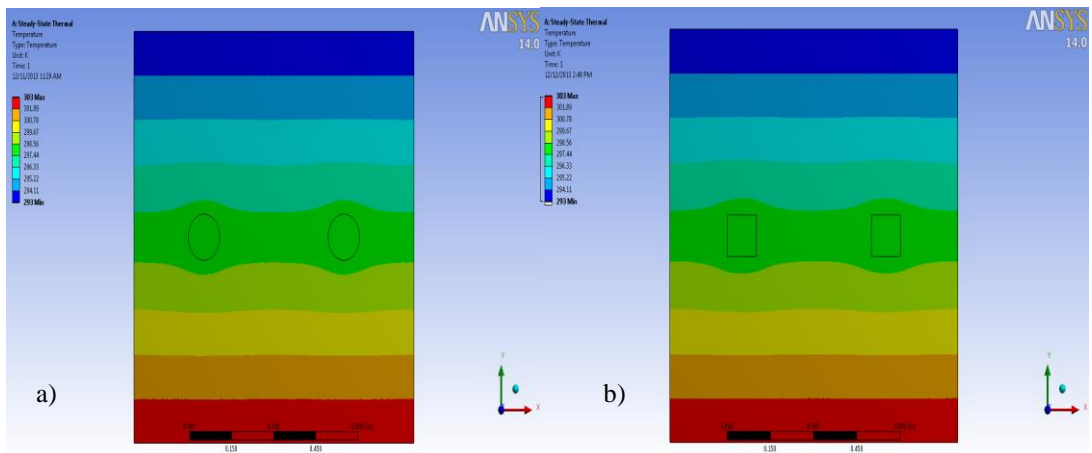 A: Steady-State Thermal
Temperature
Type: Temperature
Unit: K
Time: 1
12/11/2013 11:20 AM
303 Max
301.89
300.78
299.67
298.56
297.44
296.33
295.22
294.11
293 Min
ANSYS
14.0
a)
Y
X
0.150
0.450
A: Steady-State Thermal
Temperature
Type: Temperature
Unit: K
Time: 1
12/12/2013 2:40 PM
303 Max
301.89
300.78
299.67
298.56
297.44
296.33
295.22
294.11
293 Min
ANSYS
14.0
b)
Y
X
0.150
0.450